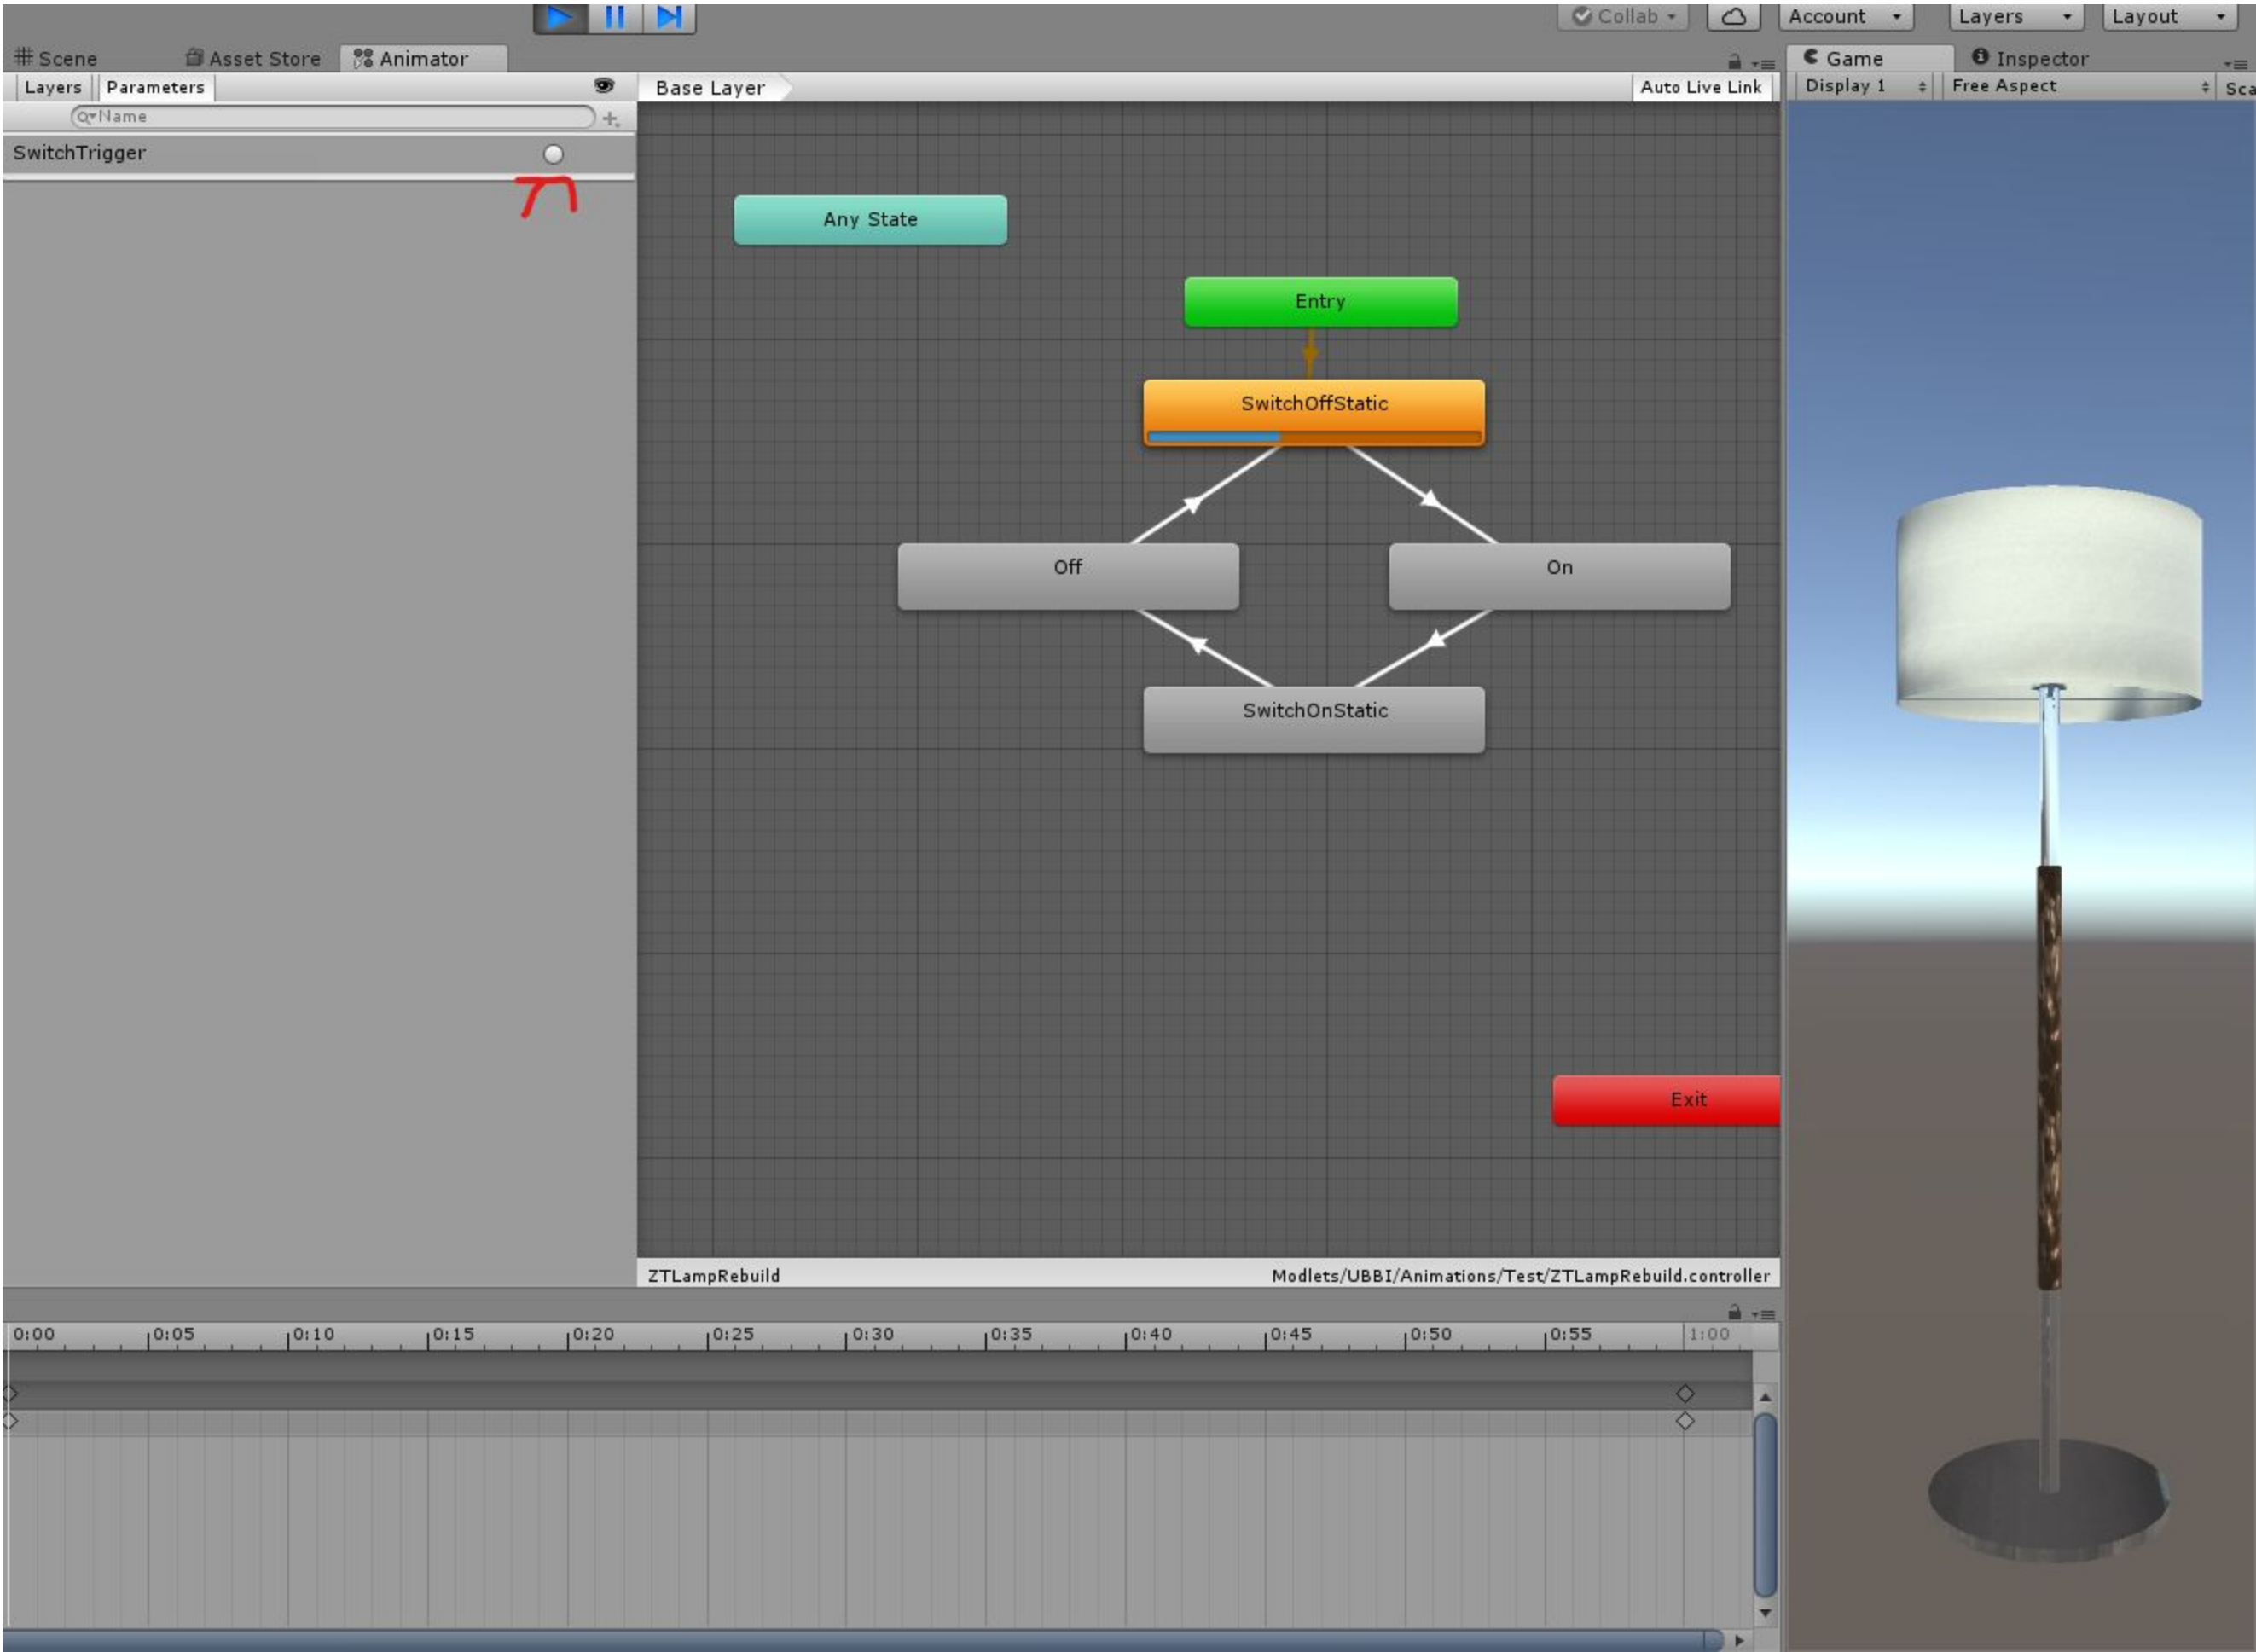 Collab
Account
Layers
Layout
Scene
Asset Store
Animator
Game
Inspector
Layers
Parameters
Base Layer
Auto Live Link
Display 1
Free Aspect
Sca
Name
SwitchTrigger
Any State
Entry
SwitchOffStatic
Off
On
SwitchOnStatic
Exit
ZTLampRebuild
Modlets/UBBI/Animations/Test/ZTLampRebuild.controller
0:00
0:05
0:10
0:15
0:20
0:25
0:30
0:35
0:40
0:45
0:50
0:55
1:00